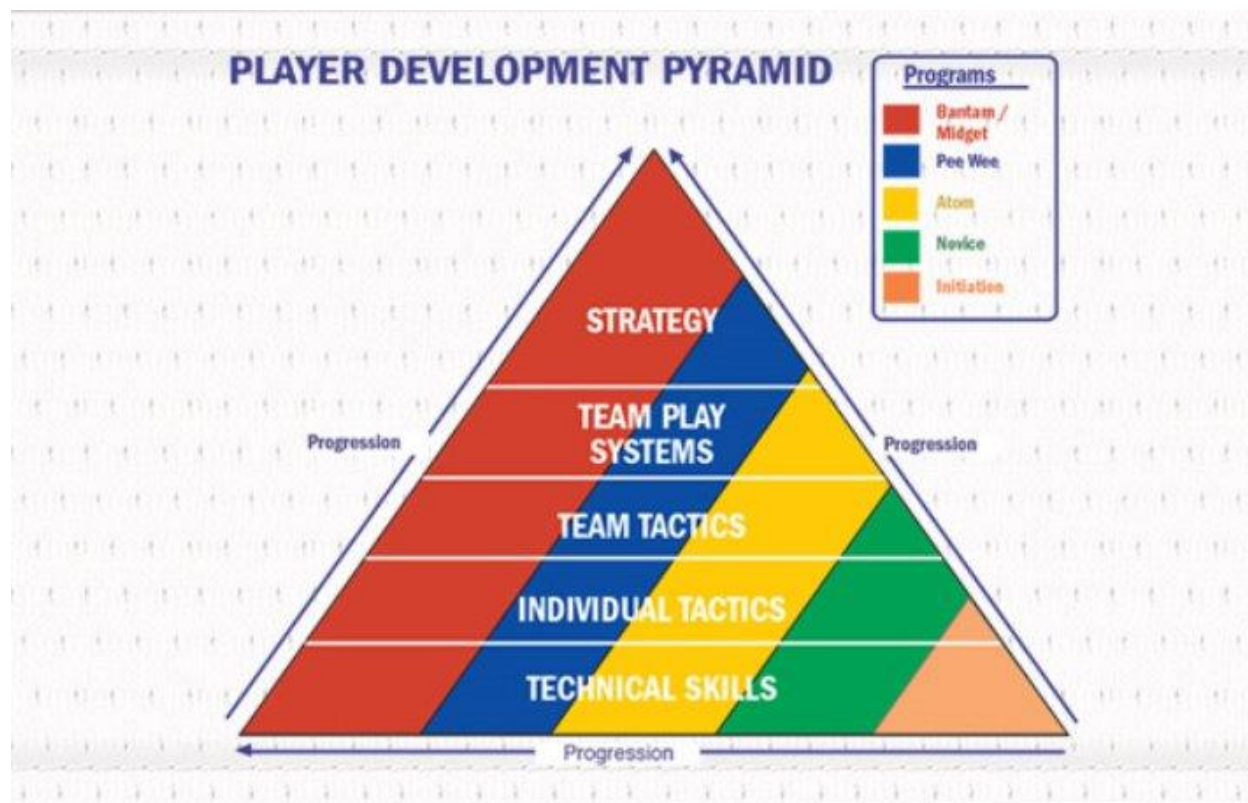 PLAYER DEVELOPMENT PYRAMID
Programs
Bantam /
Midget
Pee Wee
Atom
Novice
Initiation
STRATEGY
TEAM PLAY
SYSTEMS
Progression
Progression
TEAM TACTICS
INDIVIDUAL TACTICS
TECHNICAL SKILLS
Progression